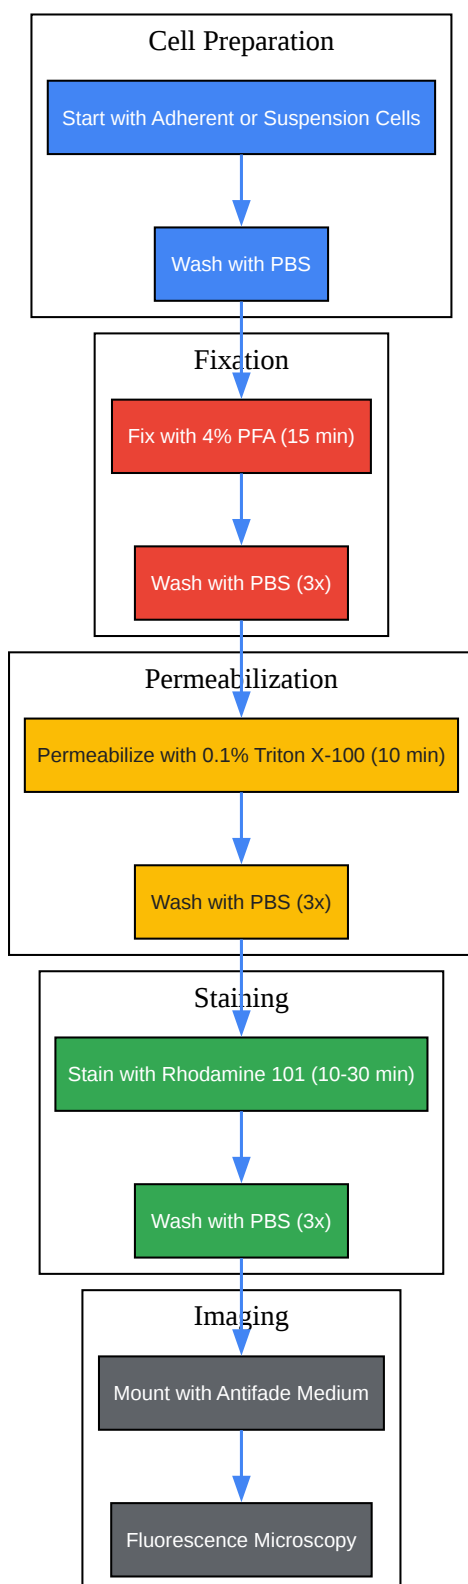 Cell Preparation
Start with Adherent or Suspension Cells
Wash with PBS
Fixation
Fix with 4% PFA (15 min)
Wash with PBS (3x)
Permeabilization
Permeabilize with 0.1% Triton X-100 (10 min)
Wash with PBS (3x)
Staining
Stain with Rhodamine 101 (10-30 min)
Wash with PBS (3x)
Imaging
Mount with Antifade Medium
Fluorescence Microscopy